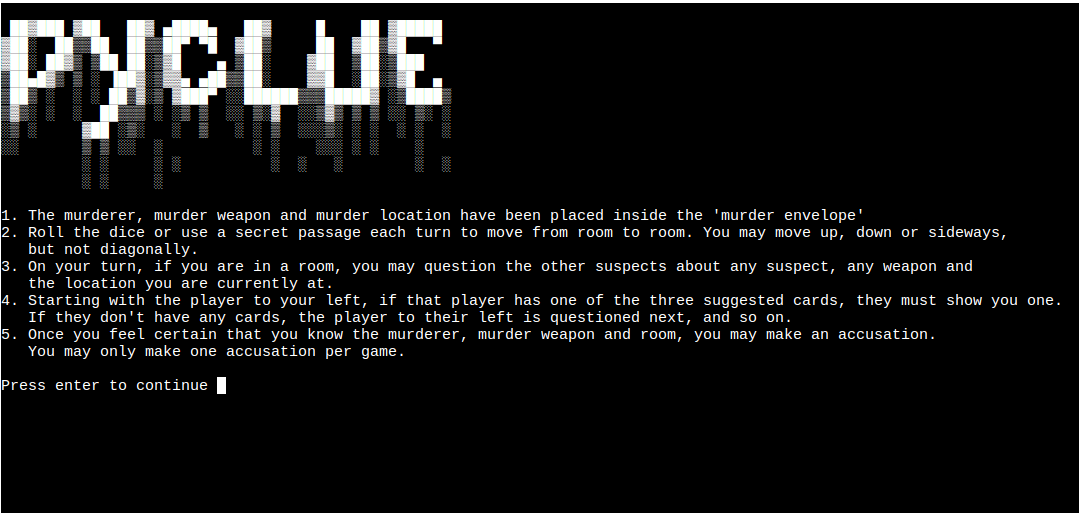 PYCLUE
1. The murderer, murder weapon and murder location have been placed inside the 'murder envelope'
2. Roll the dice or use a secret passage each turn to move from room to room. You may move up, down or sideways,
but not diagonally.
3. On your turn, if you are in a room, you may question the other suspects about any suspect, any weapon and
the location you are currently at.
4. Starting with the player to your left, if that player has one of the three suggested cards, they must show you one.
If they don't have any cards, the player to their left is questioned next, and so on.
5. Once you feel certain that you know the murderer, murder weapon and room, you may make an accusation.
You may only make one accusation per game.
Press enter to continue